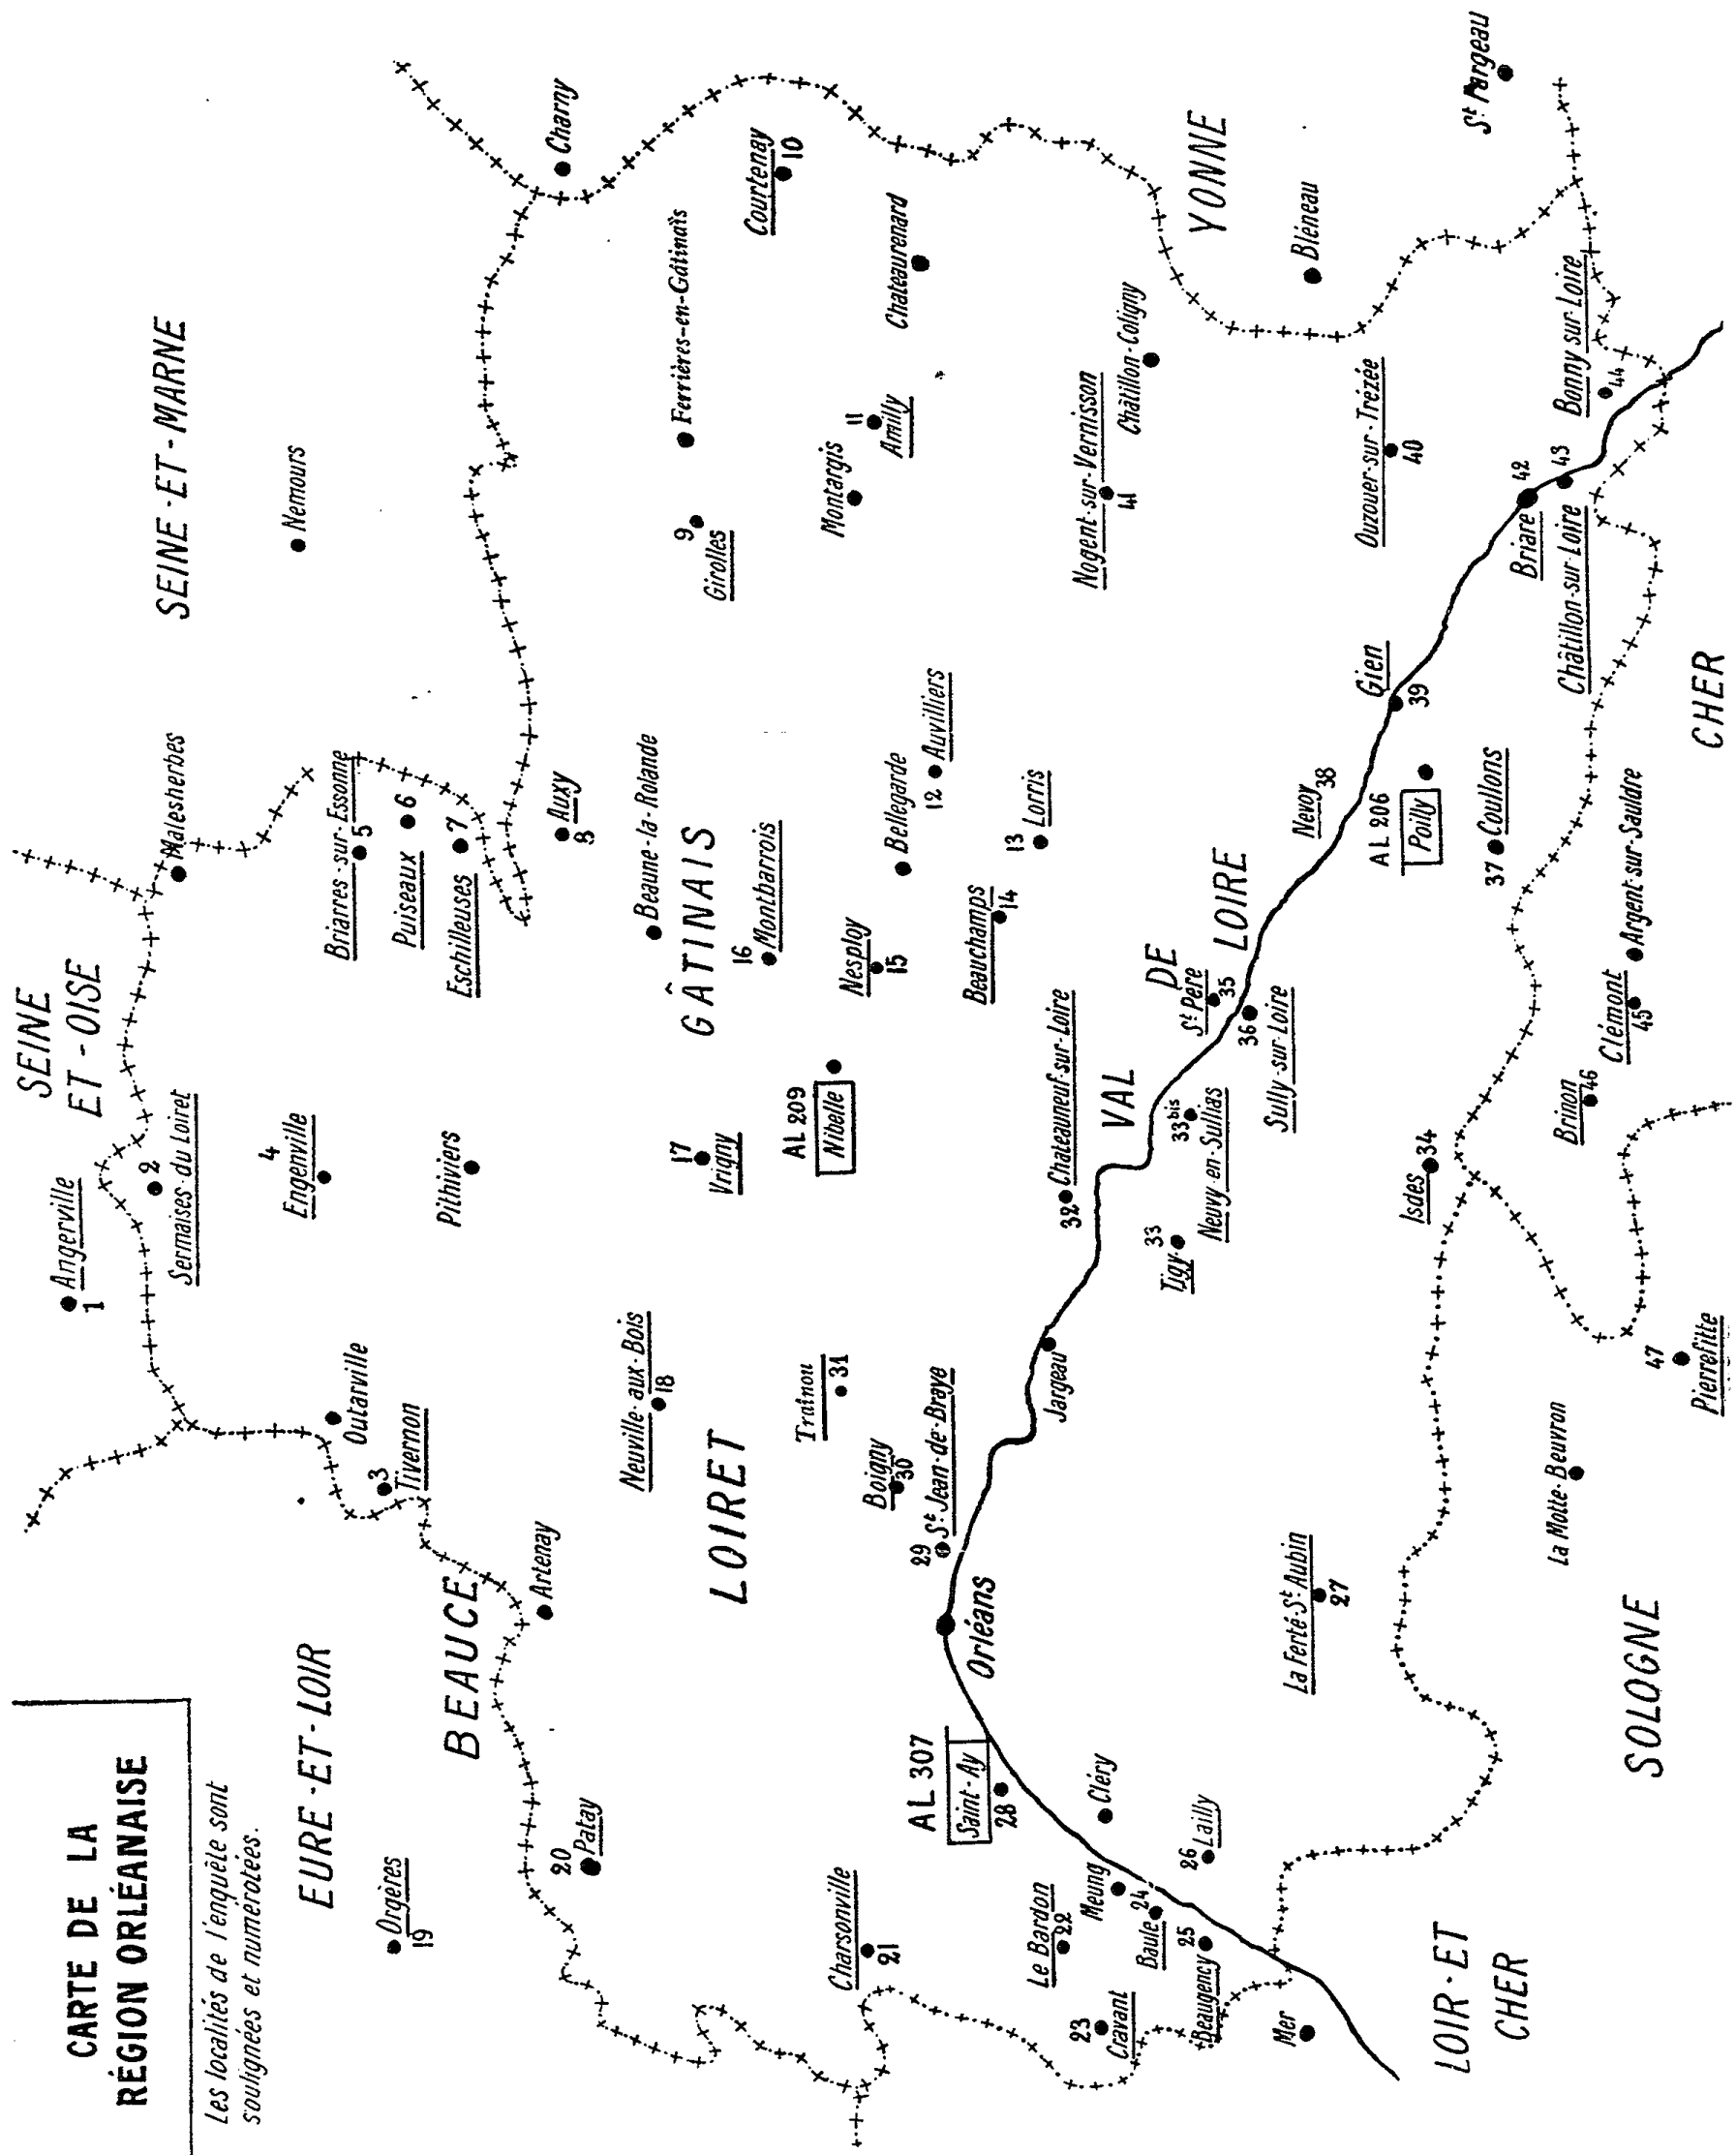 CARTE DE LA
RÉGION ORLÉANAISE
Les localités de l'enquête sont
soulignées et numérotées.
SEINE
ET-OISE
SEINE-ET-MARNE
EURE-ET-LOIR
BEAUCE
GÂTINAIS
LOIRET
YONNE
VAL
DE
LOIRE
SOLOGNE
LOIR-ET
CHER
CHER
Angerville
1
2
Sermaises-du Loiret
Malesherbes
Nemours
4
Engenville
Briarres-sur-Essonne
5
Puiseaux
6
Eschilleuses
7
Outarville
3
Tivernon
Pithiviers
Charny
Orgères
19
Artenay
Auxy
8
20
Patay
Neuville-aux-Bois
18
Beaune-la-Rolande
Ferrières-en-Gâtinais
9
Girolles
17
Vrigny
16
Montbarrois
Courtenay
10
AL 209
Nibelle
Trainou
31
Nesploy
15
Bellegarde
Montargis
11
Amilly
Chateaurenard
Charsonville
21
Boigny
30
29
St Jean-de-Braye
12
Auvilliers
Orléans
AL 307
Saint-Ay
28
Beauchamps
14
13
Lorris
Jargeau
32
Chateauneuf-sur-Loire
Le Bardon
22
Meung
Cléry
23
Cravant
24
Baule
25
Beaugency
26
Lailly
Mer
33
Tigy
33bis
Neuvy-en-Sullias
St Père
35
36
Sully-sur-Loire
Nogent-sur-Vernisson
41
Châtillon-Coligny
Bléneau
Nevoy
38
La Ferté-St Aubin
27
Isdes
34
AL 206
Poilly
Gien
39
Ouzouer-sur-Trézée
40
37
Coullons
Briare
42
43
Châtillon-sur-Loire
Bonny sur Loire
44
St Fargeau
La Motte-Beuvron
Brinon
46
Clémont
45
Argent-sur-Sauldre
47
Pierrefitte